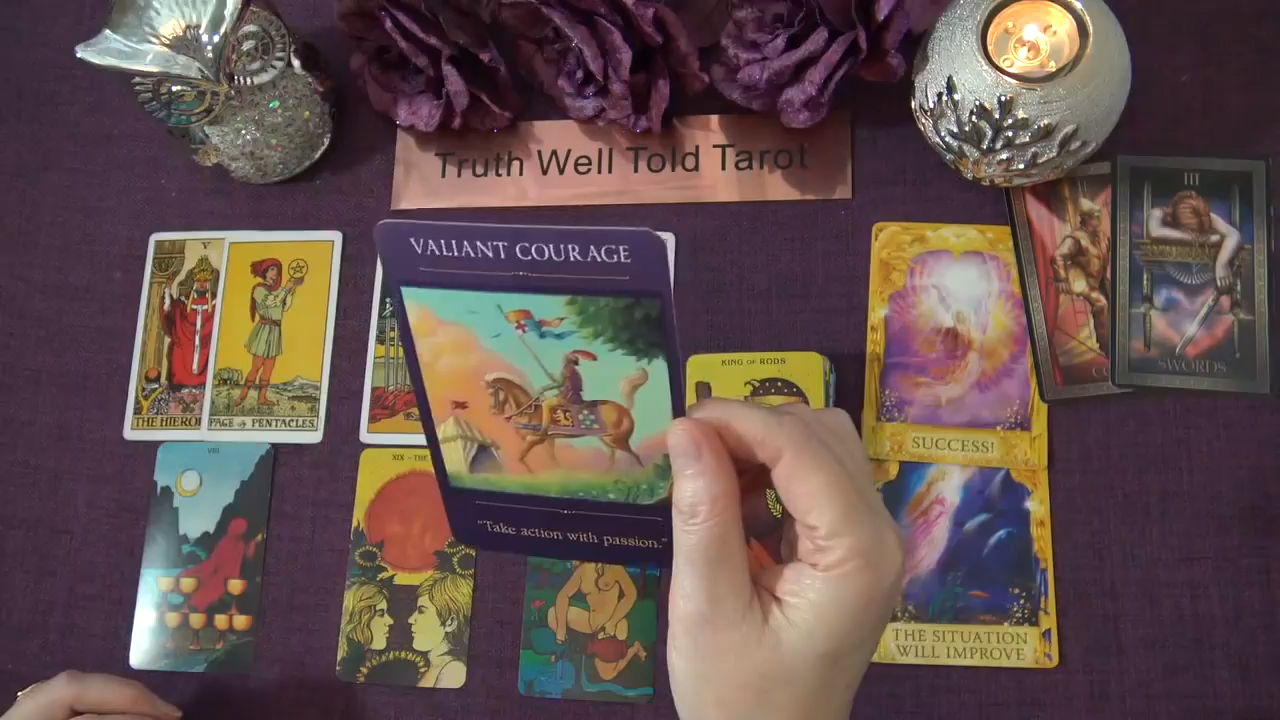 Truth Well Told Tarot
VALIANT COURAGE
"Take action with passion."
V
THE HIERO
PAGE of PENTACLES.
VIII
XIX - THE
KING OF RODS
SUCCESS!
THE SITUATION
WILL IMPROVE
III
SWORDS